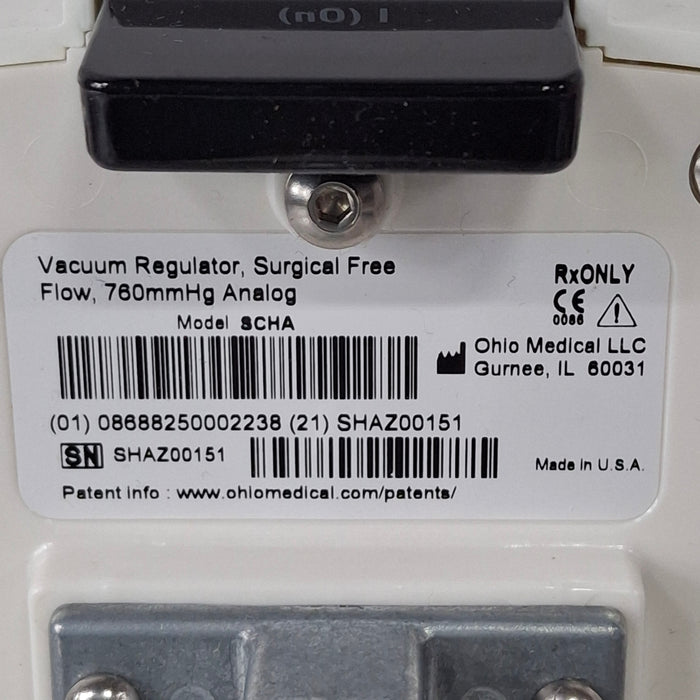 I (On)
Vacuum Regulator, Surgical Free
Flow, 760mmHg Analog
Model SCHA
RxONLY
CE
0086
Ohio Medical LLC
Gurnee, IL 60031
(01) 08688250002238 (21) SHAZ00151
SN SHAZ00151
Made in U.S.A.
Patent info : www.ohiomedical.com/patents/